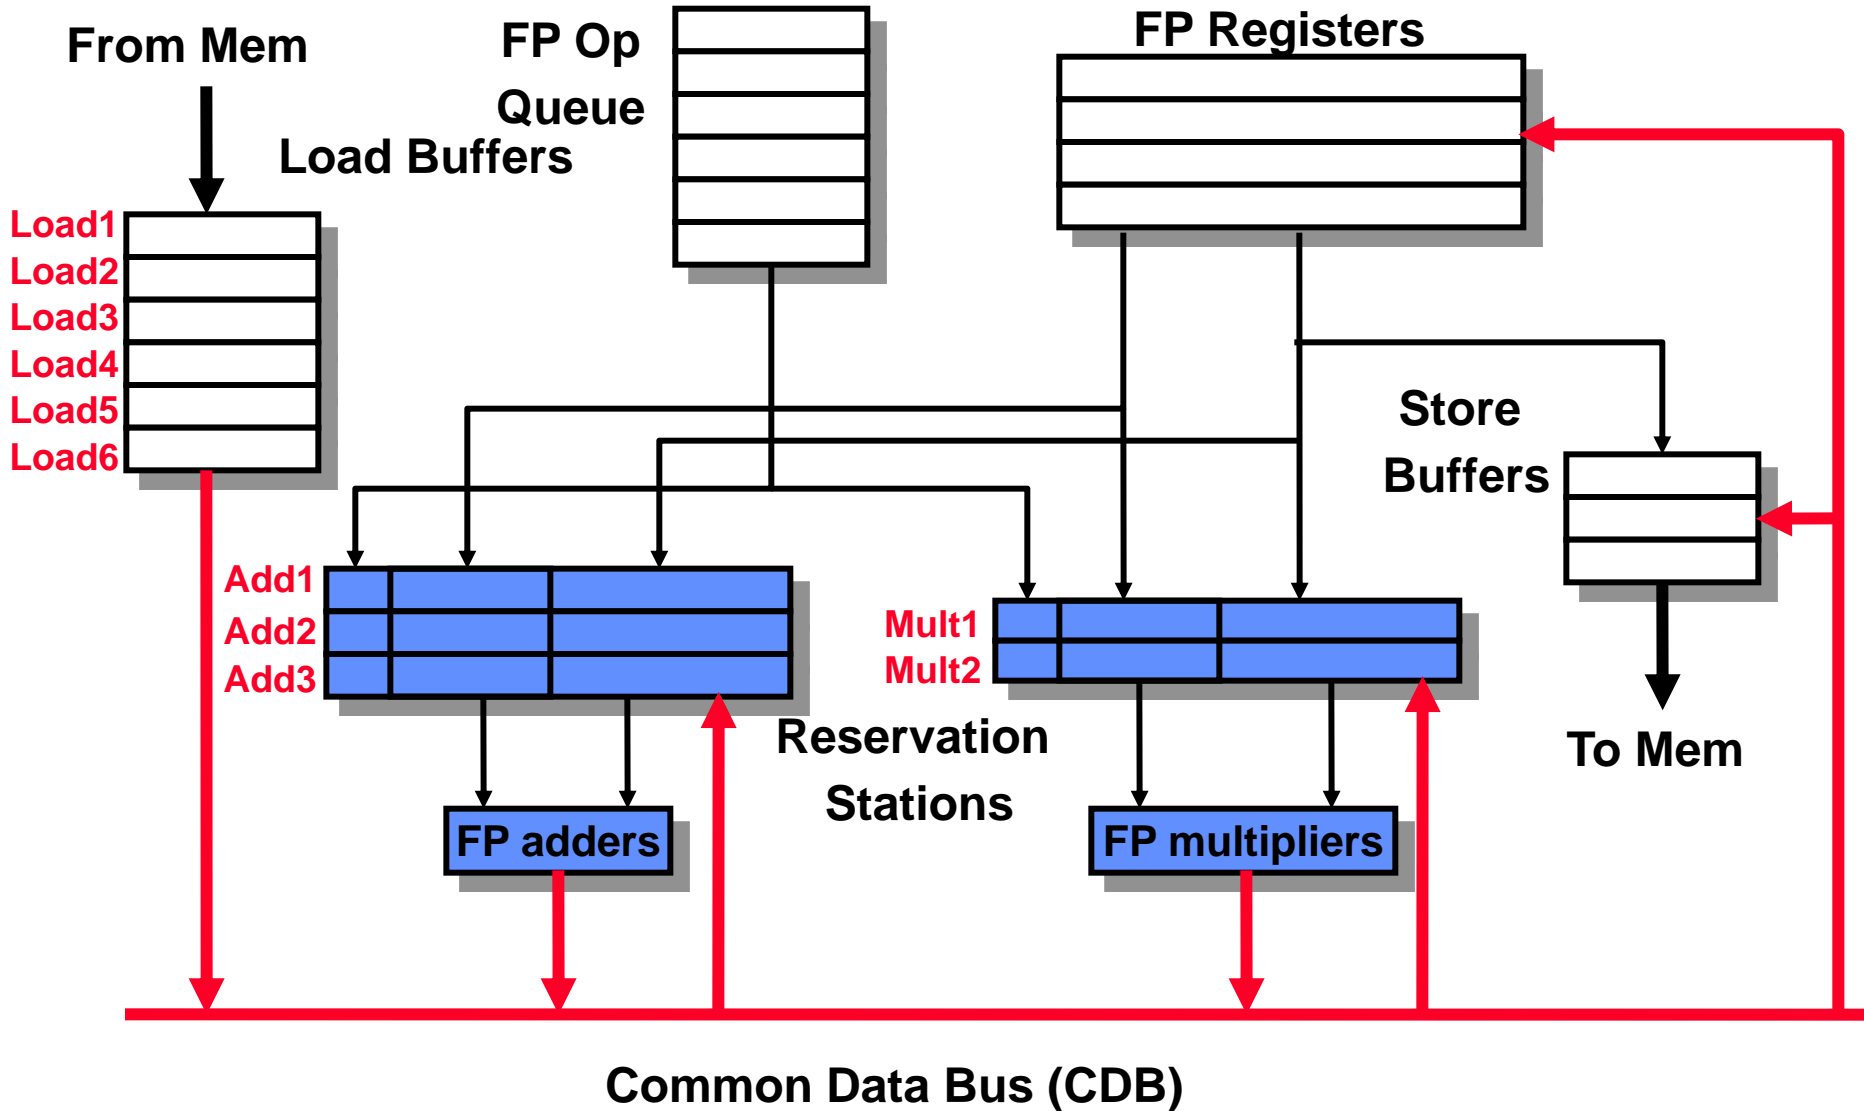 From Mem
FP Op
Queue
FP Registers
Load Buffers
Load1
Load2
Load3
Load4
Load5
Load6
Store
Buffers
Add1
Add2
Add3
Mult1
Mult2
Reservation
Stations
To Mem
FP adders
FP multipliers
Common Data Bus (CDB)